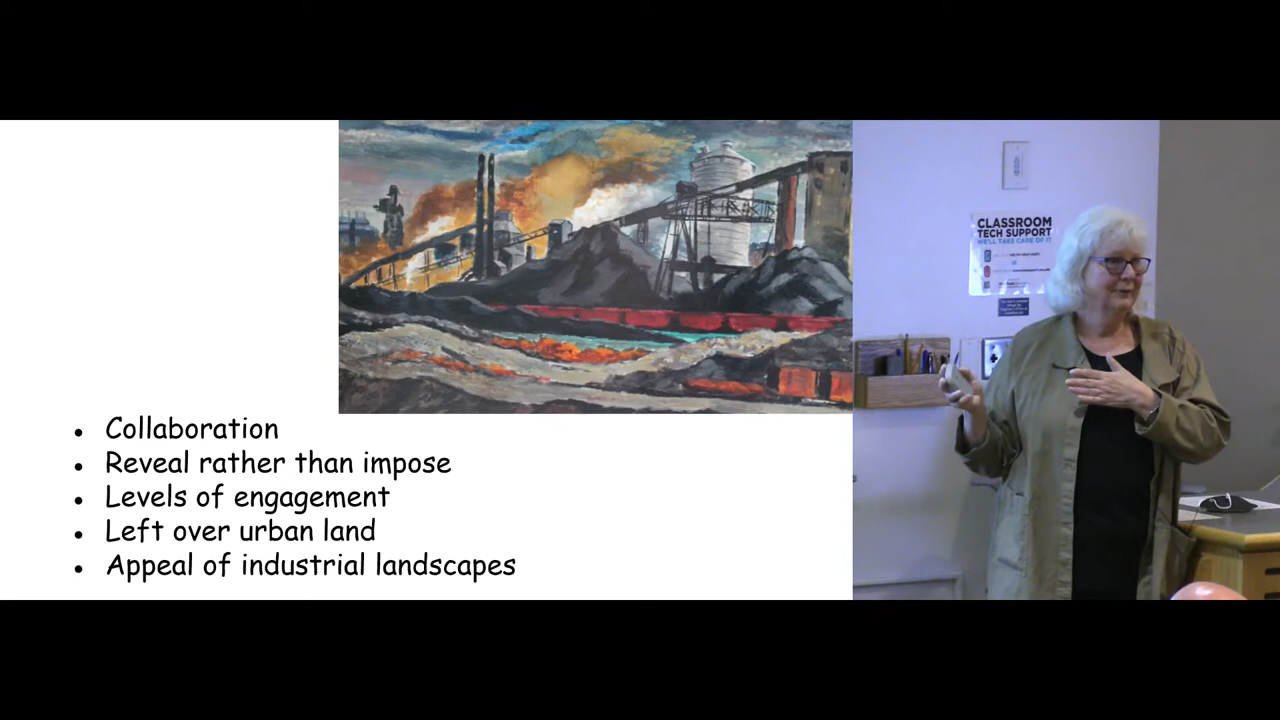 Collaboration
Reveal rather than impose
Levels of engagement
Left over urban land
Appeal of industrial landscapes
CLASSROOM
TECH SUPPORT
WE'LL TAKE CARE OF IT